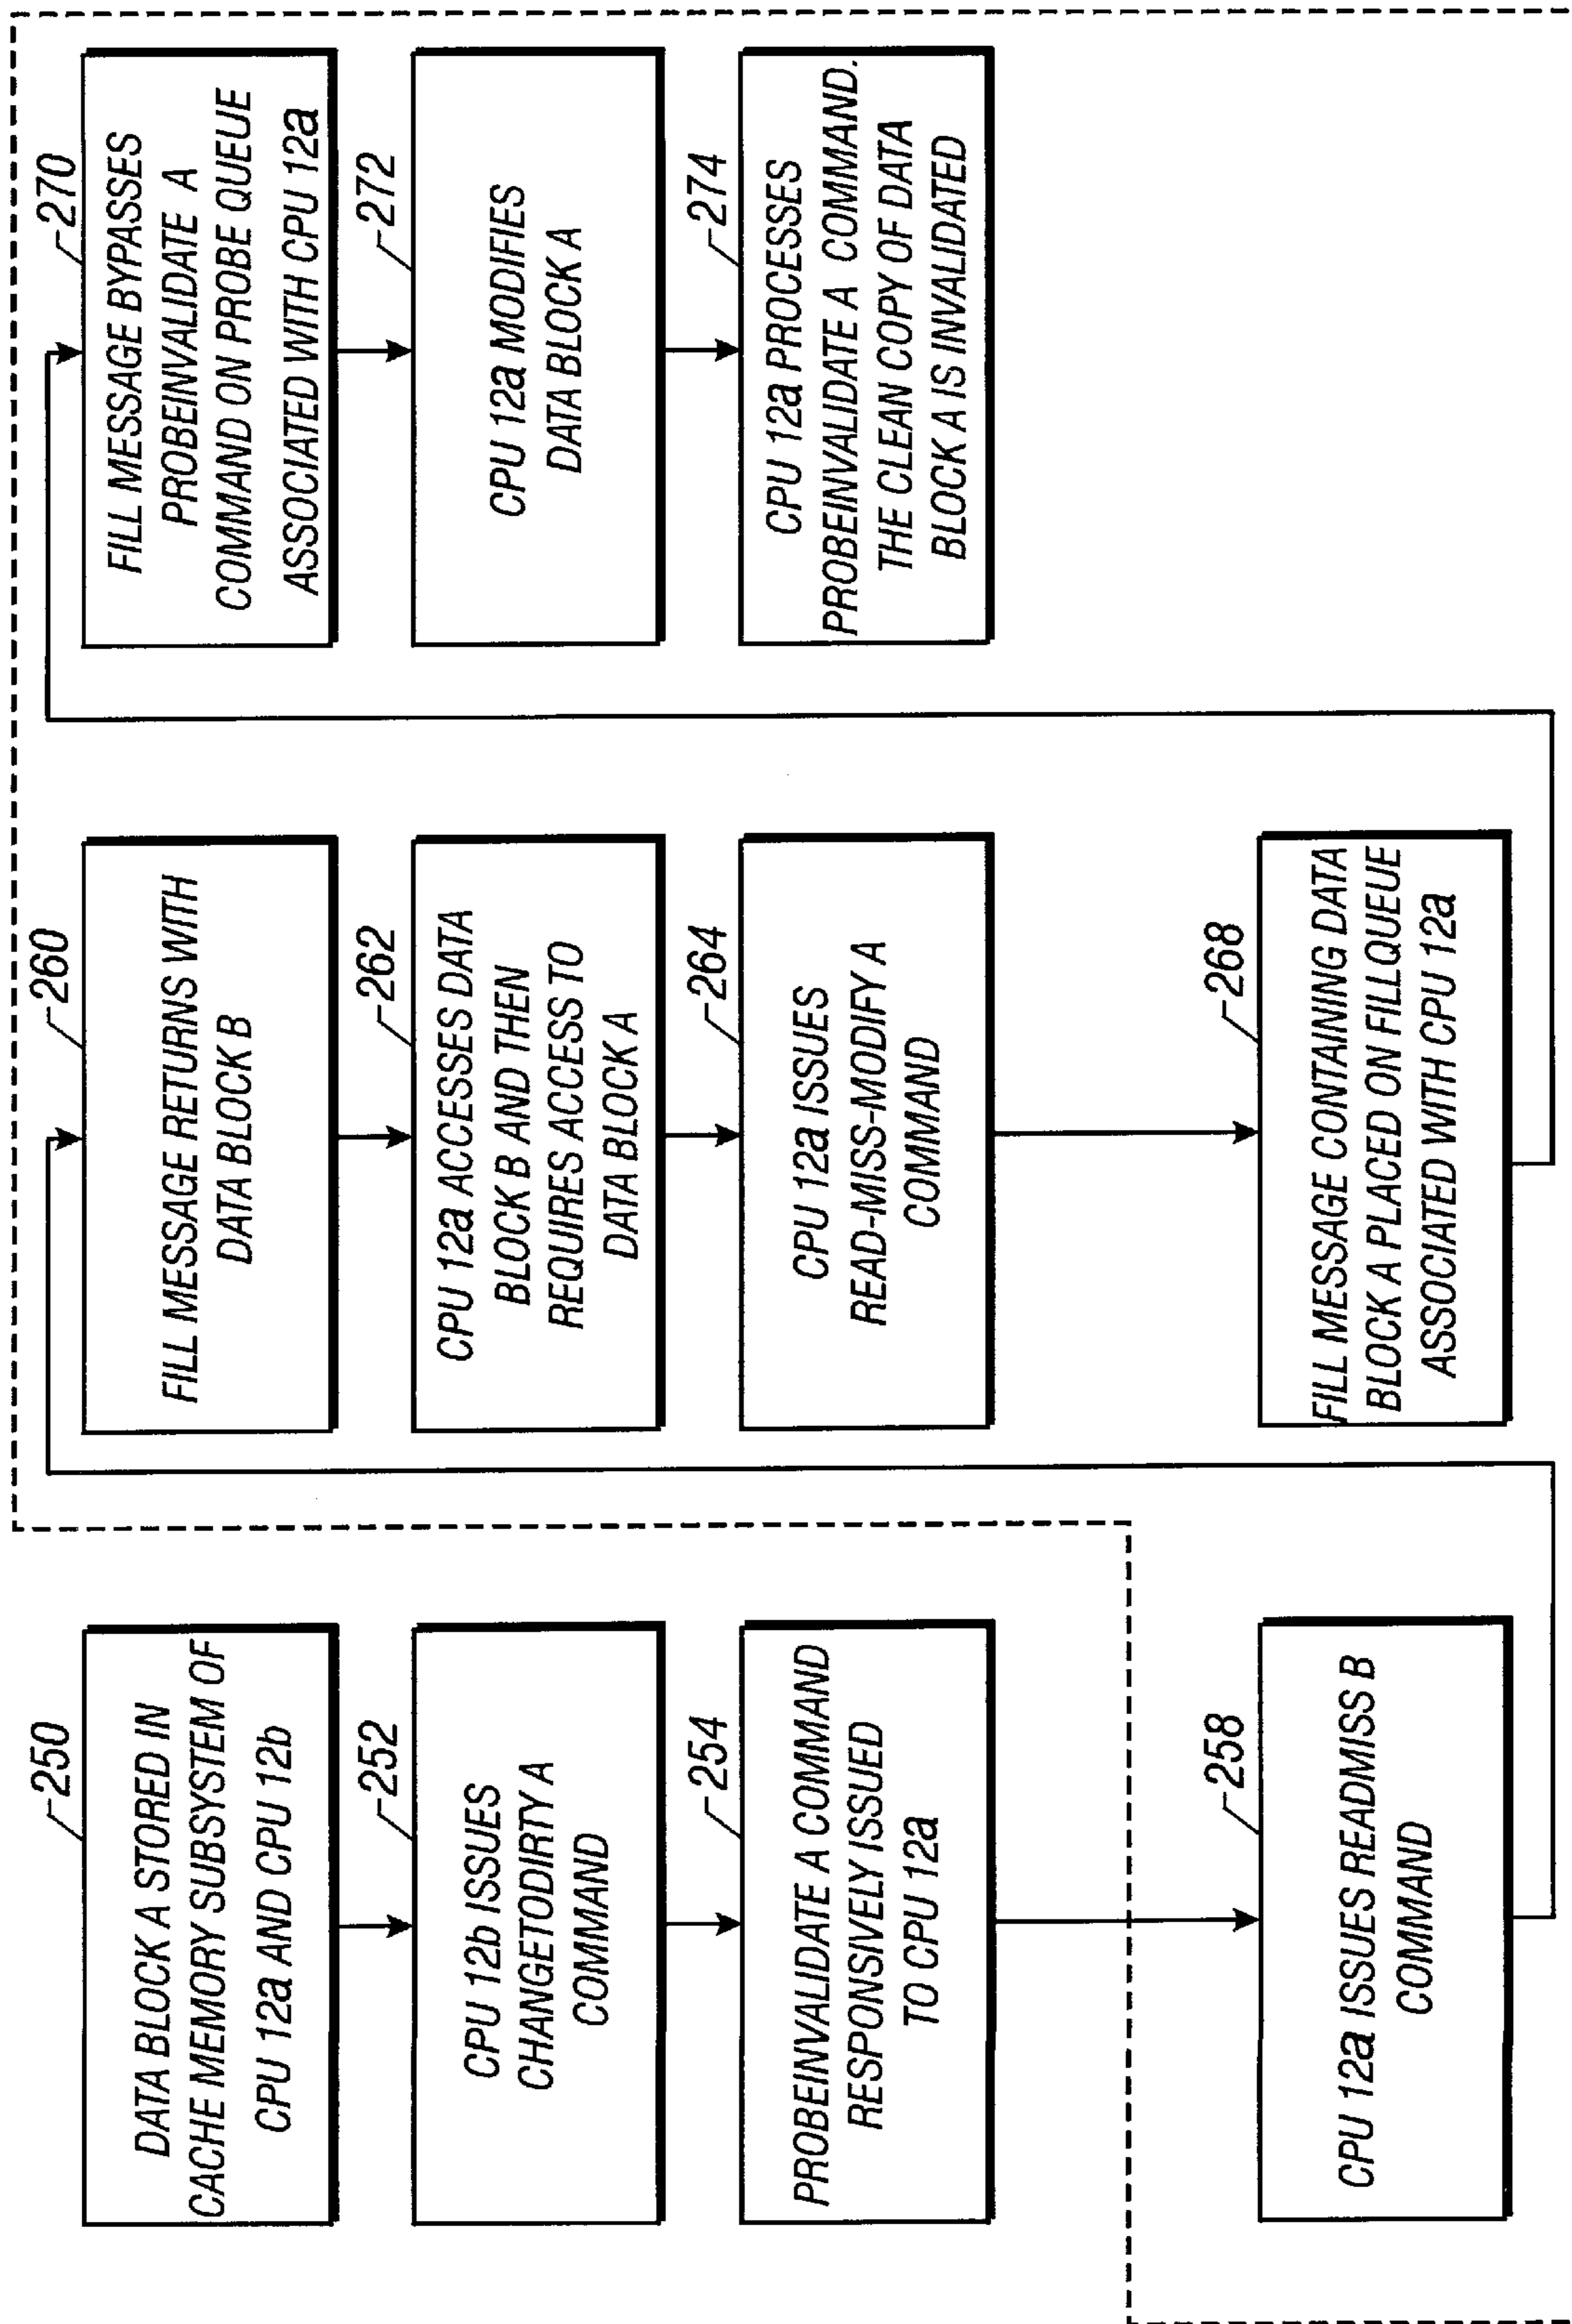 250
DATA BLOCK A STORED IN
CACHE MEMORY SUBSYSTEM OF
CPU 12a AND CPU 12b
252
CPU 12b ISSUES
CHANGETODIRTY A
COMMAND
254
PROBEINVALIDATE A COMMAND
RESPONSIVELY ISSUED
TO CPU 12a
258
CPU 12a ISSUES READMISS B
COMMAND
260
FILL MESSAGE RETURNS WITH
DATA BLOCK B
262
CPU 12a ACCESSES DATA
BLOCK B AND THEN
REQUIRES ACCESS TO
DATA BLOCK A
264
CPU 12a ISSUES
READ-MISS-MODIFY A
COMMAND
268
FILL MESSAGE CONTAINING DATA
BLOCK A PLACED ON FILLQUEUE
ASSOCIATED WITH CPU 12a
270
FILL MESSAGE BYPASSES
PROBEINVALIDATE A
COMMAND ON PROBE QUEUE
ASSOCIATED WITH CPU 12a
272
CPU 12a MODIFIES
DATA BLOCK A
274
CPU 12a PROCESSES
PROBEINVALIDATE A COMMAND.
THE CLEAN COPY OF DATA
BLOCK A IS INVALIDATED